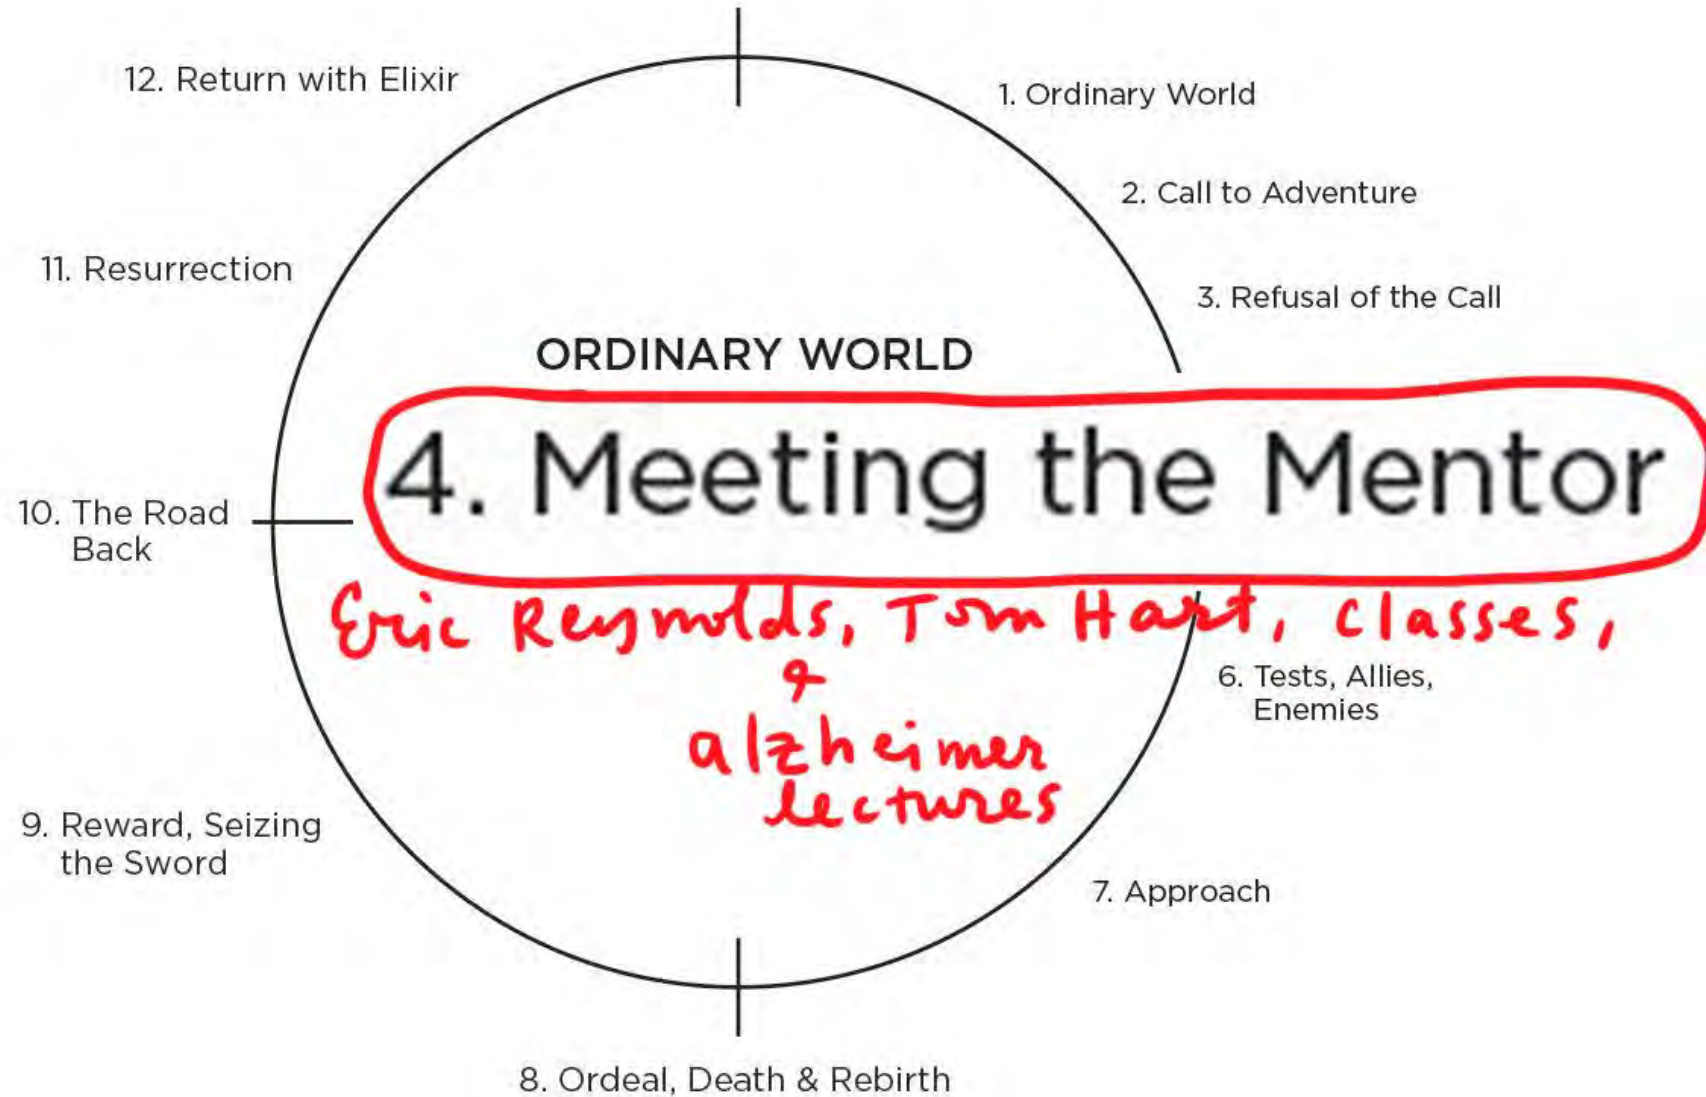 12. Return with Elixir
1. Ordinary World
2. Call to Adventure
11. Resurrection
3. Refusal of the Call
ORDINARY WORLD
4. Meeting the Mentor
10. The Road
Back
Eric Reynolds, Tom Hart, classes,
&
alzheimer
lectures
6. Tests, Allies,
Enemies
9. Reward, Seizing
the Sword
7. Approach
8. Ordeal, Death & Rebirth